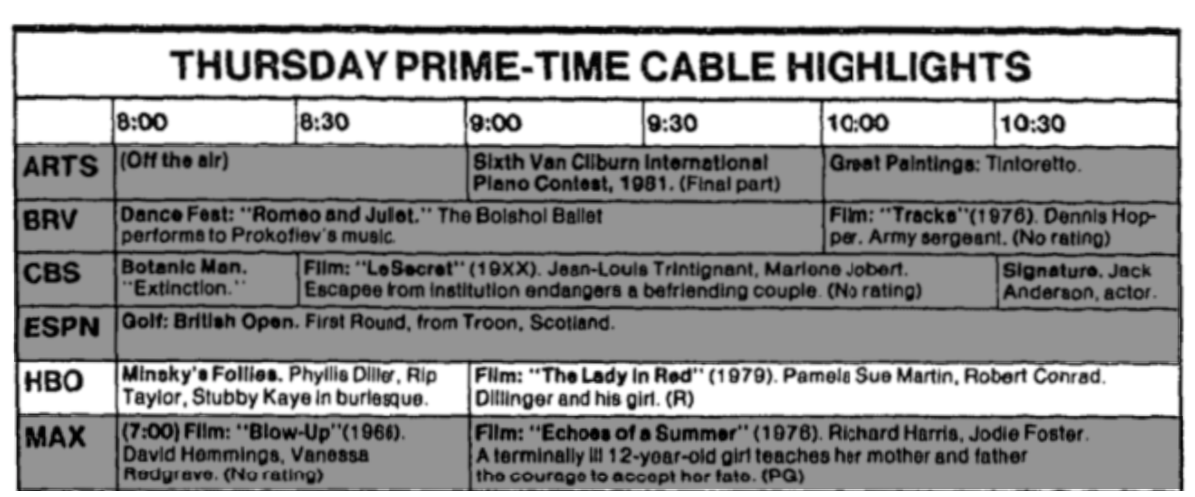 THURSDAY PRIME-TIME CABLE HIGHLIGHTS
8:00 8:30 9:00 9:30 10:00 10:30
ARTS
(Off the air)
Sixth Van Cliburn International
Piano Contest, 1981. (Final part)
Great Paintings: Tintoretto.
BRV
Dance Fest: "Romeo and Juliet." The Bolshoi Ballet
performs to Prokofiev's music.
Film: "Tracks" (1976). Dennis Hop-
per. Army sergeant. (No rating)
CBS
Botanic Man.
"Extinction."
Film: "LeSecret" (19XX). Jean-Louis Trintignant, Marlone Jobert.
Escapee from institution endangers a befriending couple. (No rating)
Signature. Jack
Anderson, actor.
ESPN
Golf: British Open. First Round, from Troon, Scotland.
HBO
Minsky's Follies. Phyllis Diller, Rip
Taylor, Stubby Kaye in burlesque.
Film: "The Lady in Red" (1979). Pamela Sue Martin, Robert Conrad.
Dillinger and his girl. (R)
MAX
(7:00) Film: "Blow-Up" (1966).
David Hemmings, Vanessa
Redgrave. (No rating)
Film: "Echoes of a Summer" (1976). Richard Harris, Jodie Foster.
A terminally ill 12-year-old girl teaches her mother and father
the courage to accept her fate. (PG)